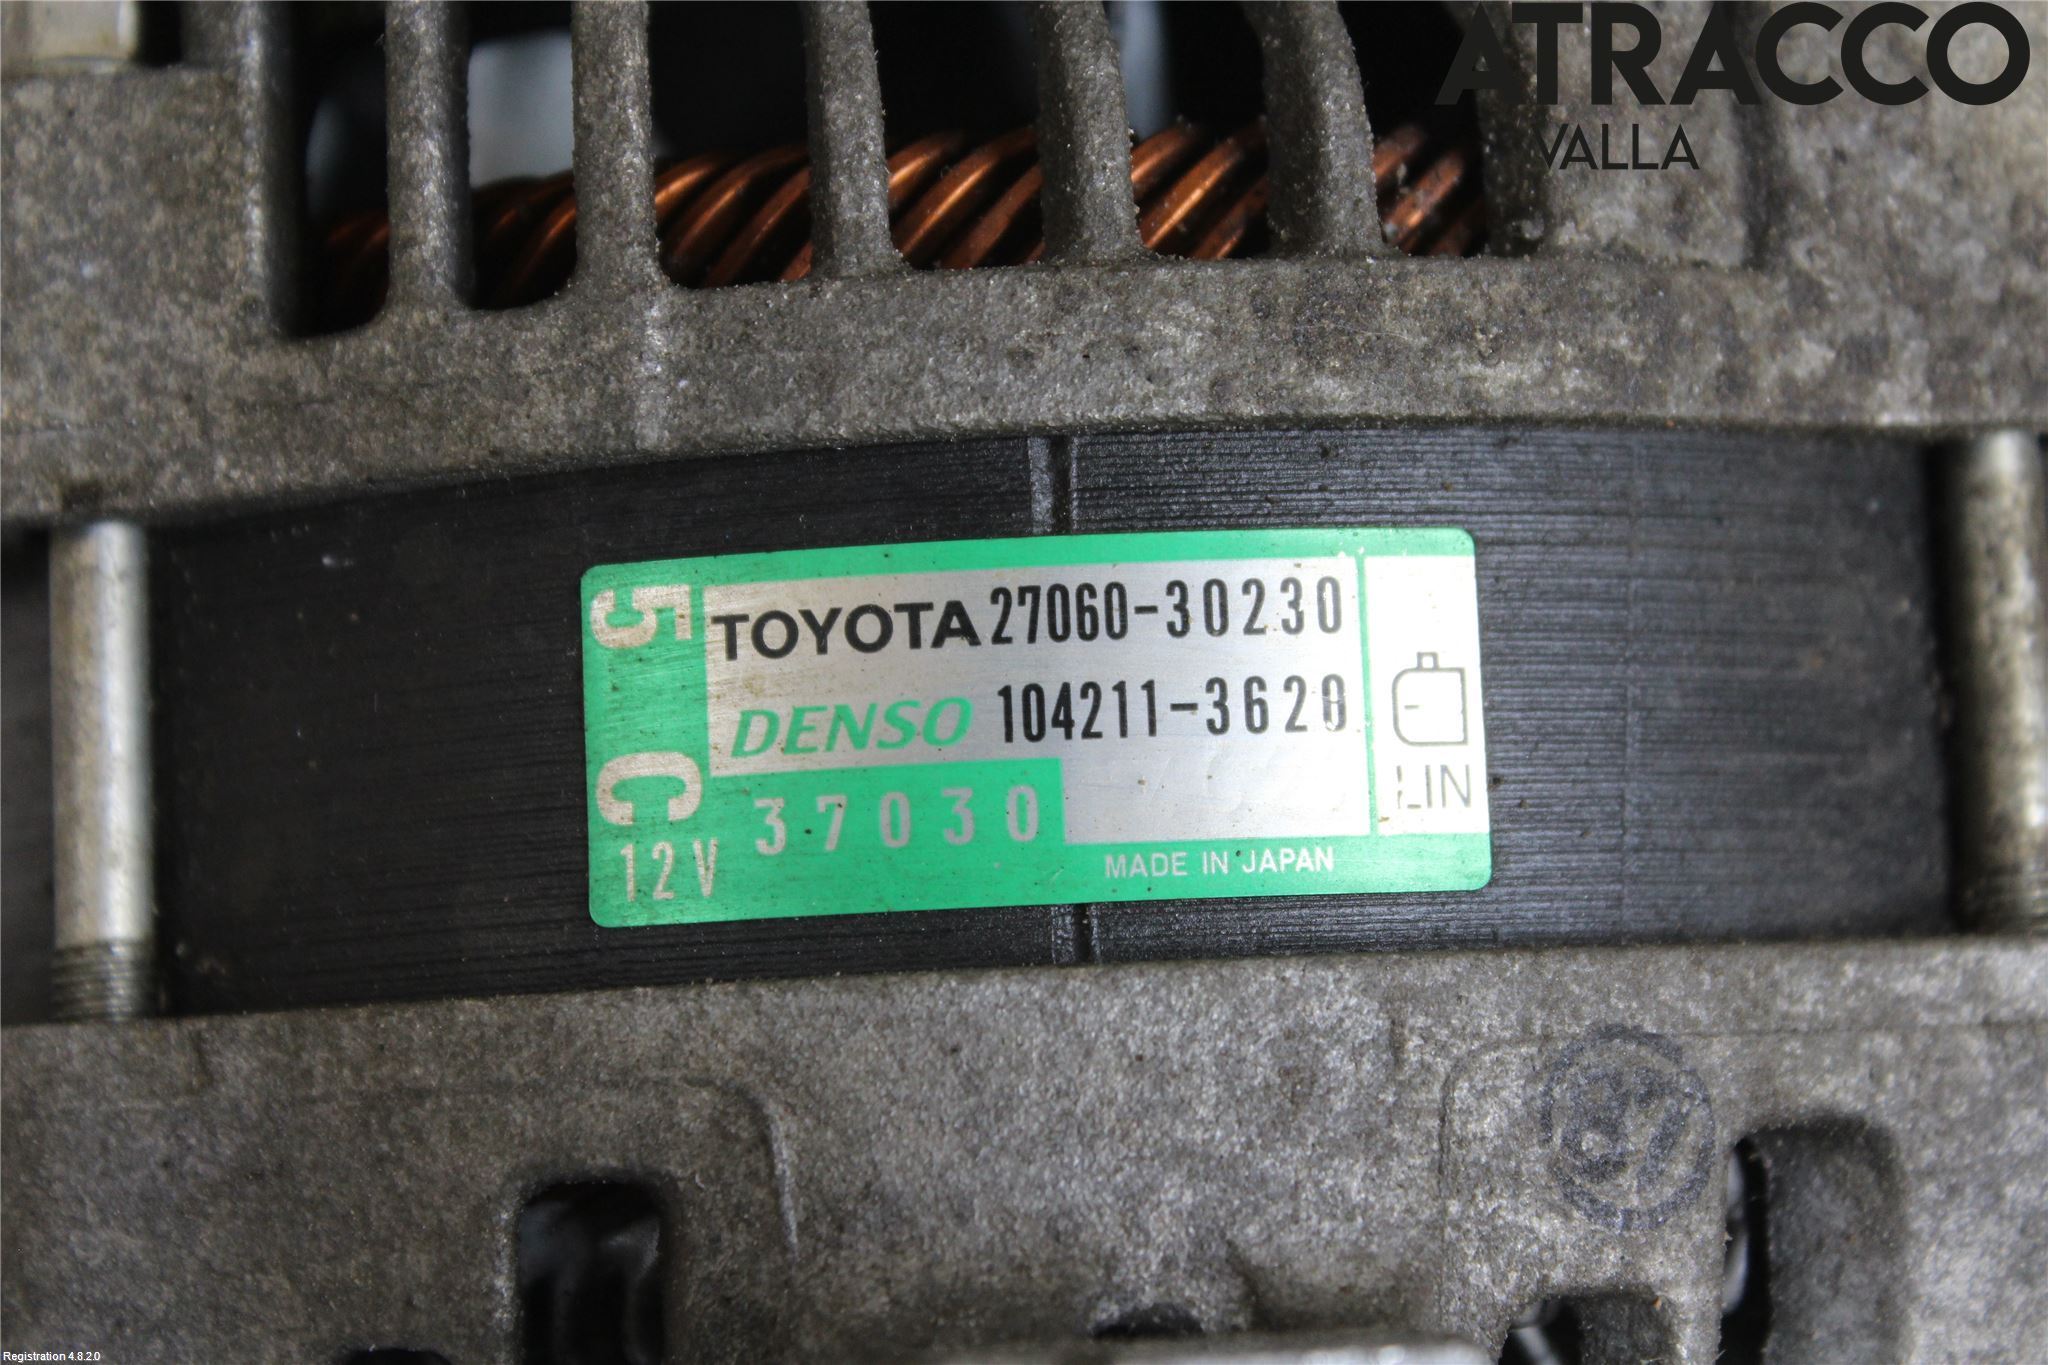 ATRACCO
VALLA
5 C
TOYOTA 27060-30230
DENSO 104211-3620
37030
12V
LIN
MADE IN JAPAN
Registration 4.8.2.0